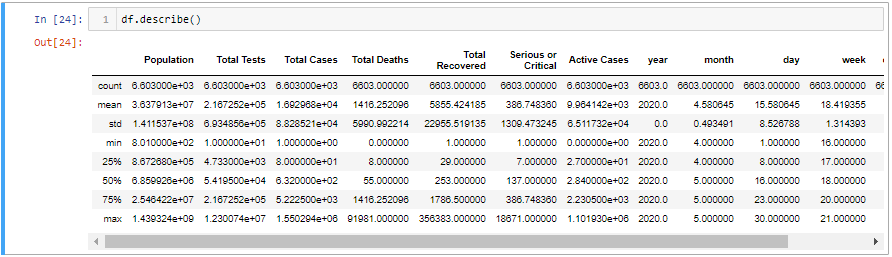 In [24]: 1 df.describe()
Out[24]:
Population Total Tests Total Cases Total Deaths Total Recovered Serious or Critical Active Cases year month day week
count 6.603000e+03 6.603000e+03 6.603000e+03 6603.000000 6603.000000 6603.000000 6.603000e+03 6603.0 6603.000000 6603.000000 6603.000000
mean 3.637913e+07 2.167252e+05 1.692968e+04 1416.252096 5855.424185 386.748360 9.964142e+03 2020.0 4.580645 15.580645 18.419355
std 1.411537e+08 6.934856e+05 8.828521e+04 5990.992214 22955.519135 1309.473245 6.511732e+04 0.0 0.493491 8.526788 1.314393
min 8.010000e+02 1.000000e+01 1.000000e+00 0.000000 1.000000 1.000000 0.000000e+00 2020.0 4.000000 1.000000 16.000000
25% 8.672680e+05 4.733000e+03 8.000000e+01 8.000000 29.000000 7.000000 2.700000e+01 2020.0 4.000000 8.000000 17.000000
50% 6.859926e+06 5.419500e+04 6.320000e+02 55.000000 253.000000 137.000000 2.840000e+02 2020.0 5.000000 16.000000 18.000000
75% 2.546422e+07 2.167252e+05 5.222500e+03 1416.252096 1786.500000 386.748360 2.230500e+03 2020.0 5.000000 23.000000 20.000000
max 1.439324e+09 1.230074e+07 1.550294e+06 91981.000000 356383.000000 18671.000000 1.101930e+06 2020.0 5.000000 30.000000 21.000000